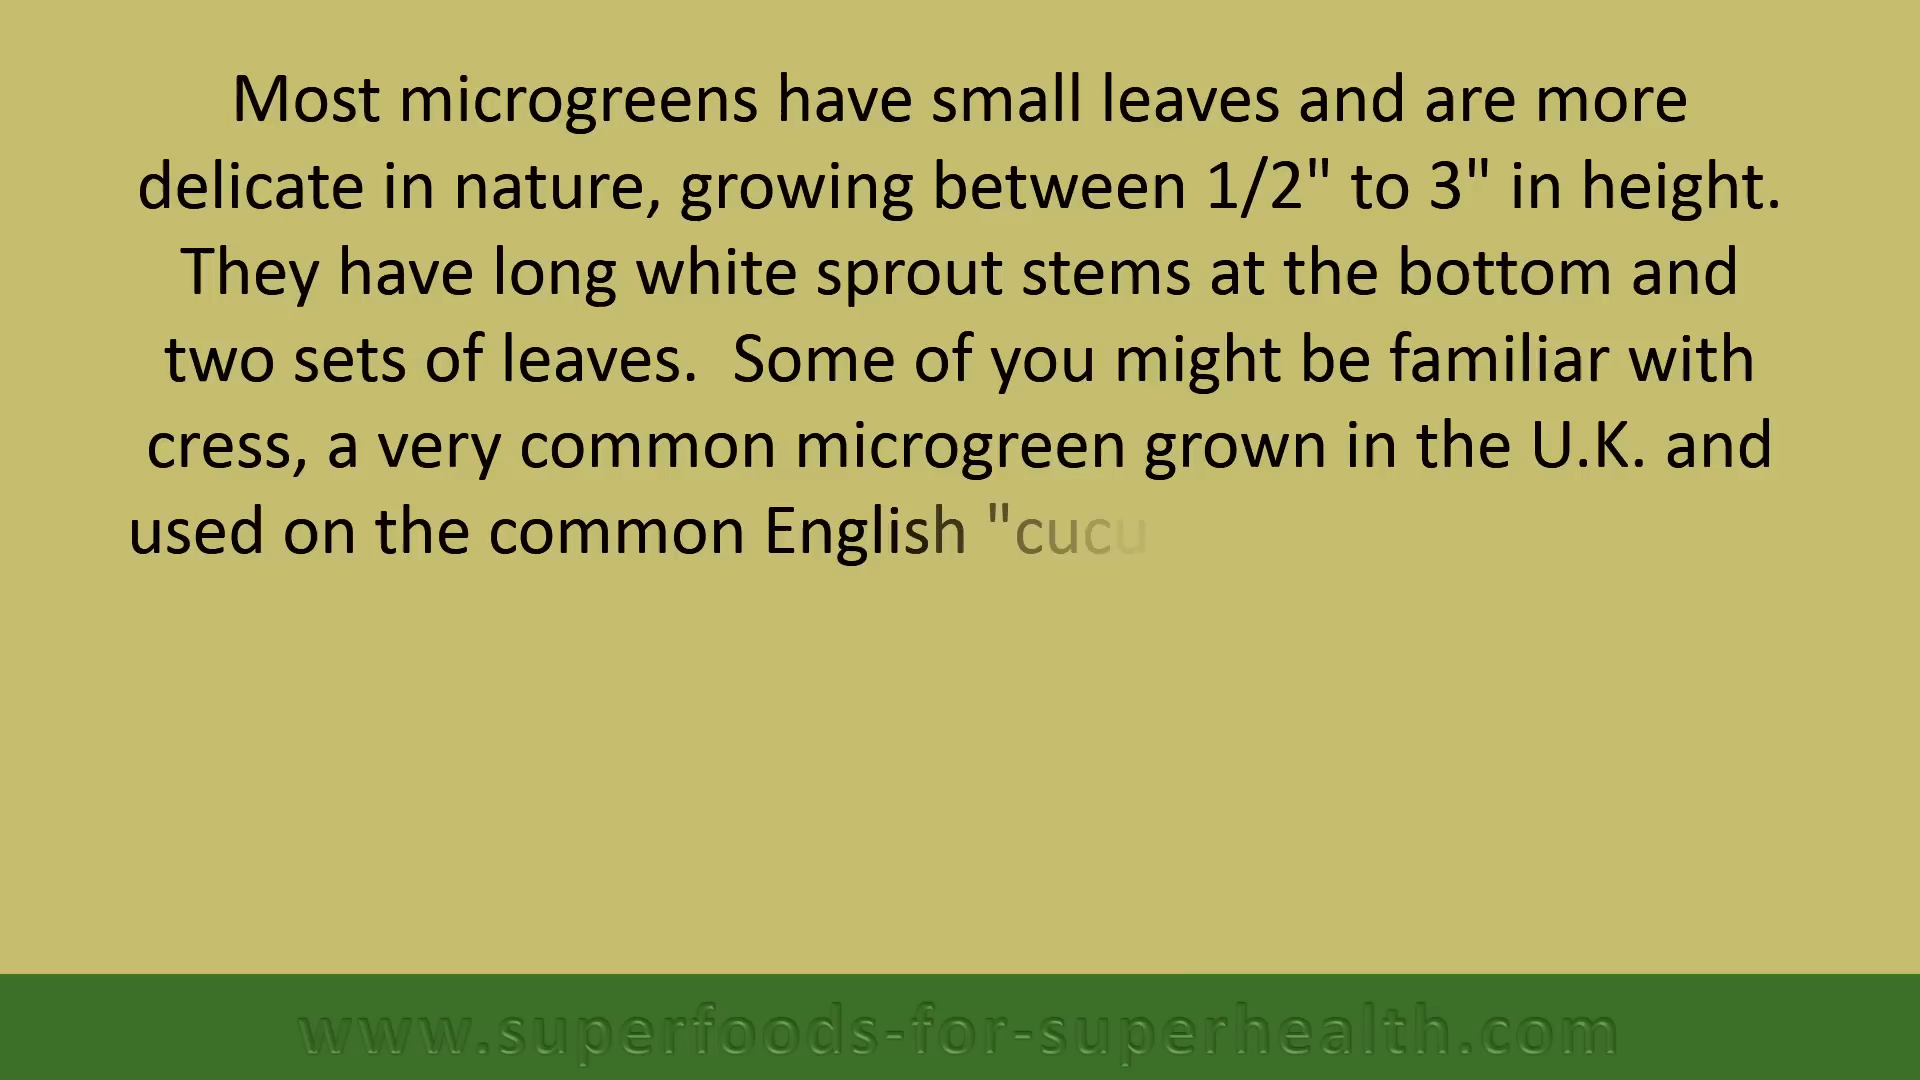 Most microgreens have small leaves and are more
delicate in nature, growing between 1/2" to 3" in height.
They have long white sprout stems at the bottom and
two sets of leaves.  Some of you might be familiar with
cress, a very common microgreen grown in the U.K. and
used on the common English "cucu
www.superfoods-for-superhealth.com